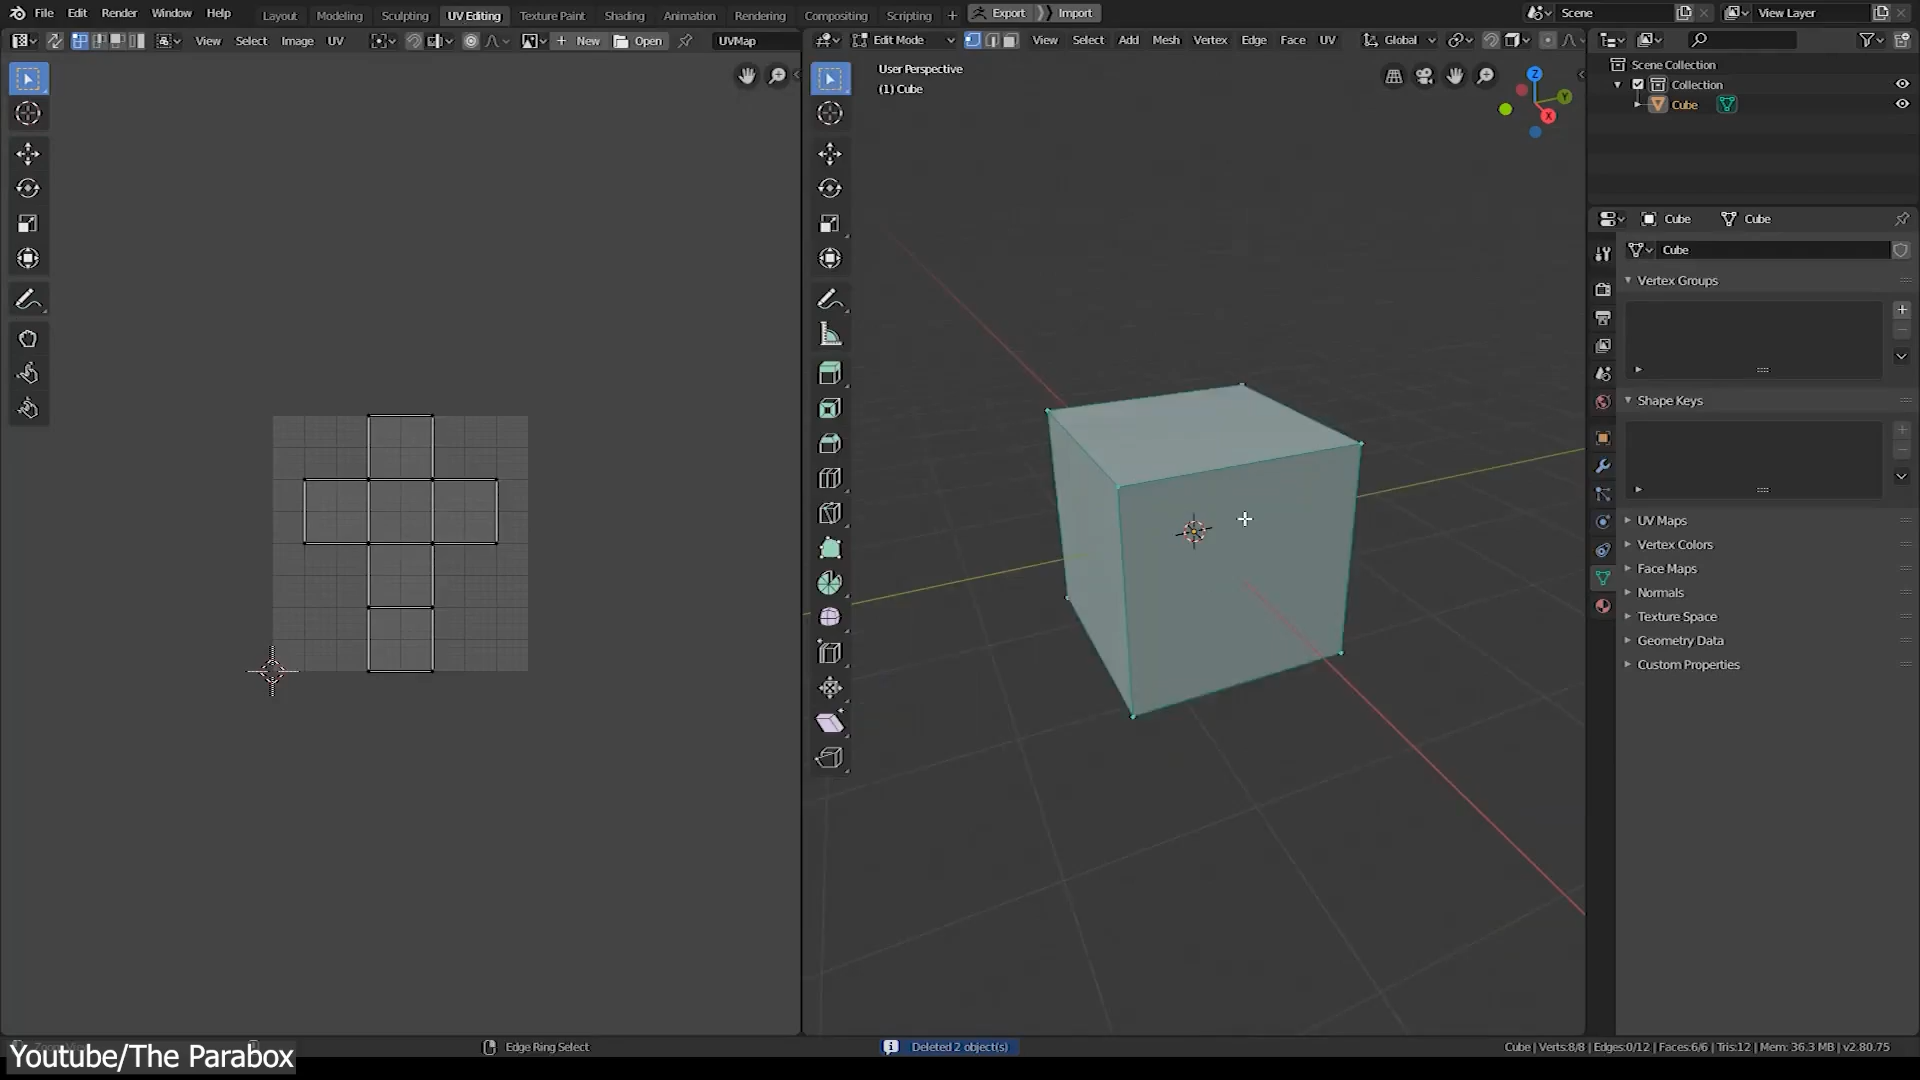 File Edit Render Window Help Layout Modeling Sculpting UV Editing Texture Paint Shading Animation Rendering Compositing Scripting + Export Import Scene View Layer
View Select Image UV New Open UVMap Edit Mode View Select Add Mesh Vertex Edge Face UV Global
User Perspective
(1) Cube
Z
Y
X
Scene Collection
Collection
Cube
Cube Cube
Cube
Vertex Groups
Shape Keys
UV Maps
Vertex Colors
Face Maps
Normals
Texture Space
Geometry Data
Custom Properties
Edge Ring Select Deleted 2 object(s) Cube | Verts:8/8 | Edges:0/12 | Faces:6/6 | Tris:12 | Mem: 36.3 MB | v2.80.75
Youtube/The Parabox